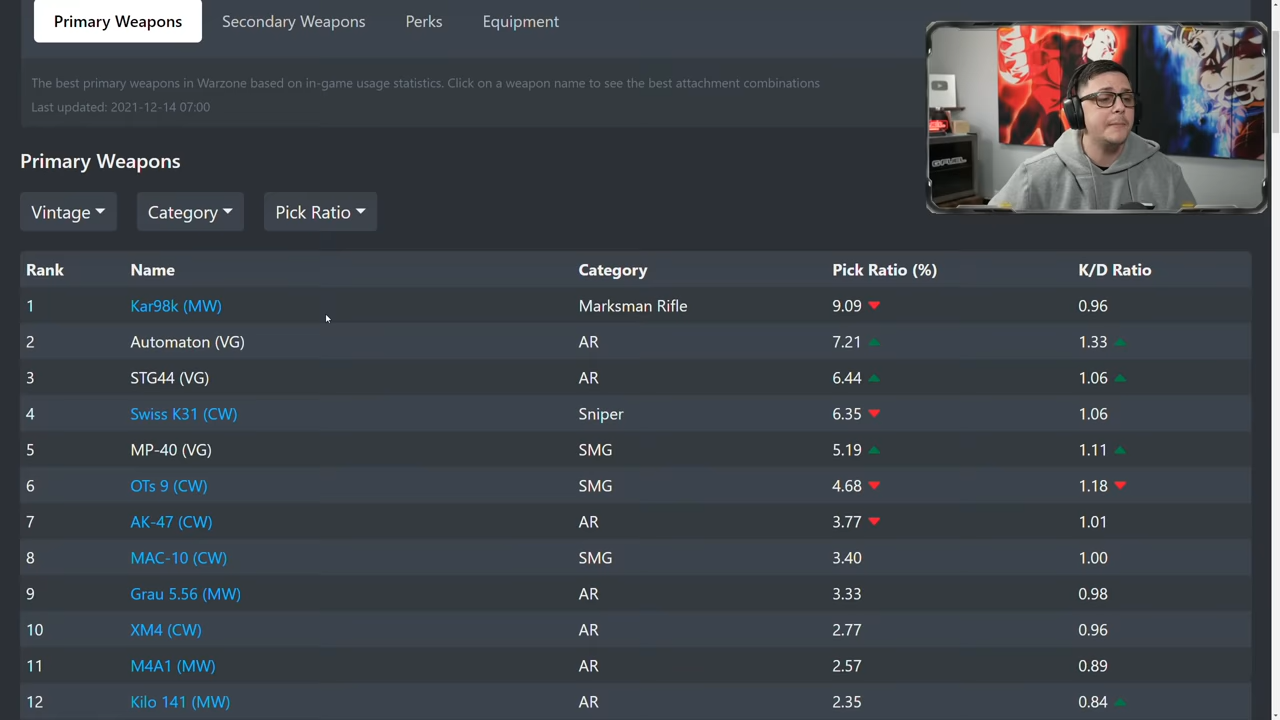 Primary Weapons Secondary Weapons Perks Equipment
The best primary weapons in Warzone based on in-game usage statistics. Click on a weapon name to see the best attachment combinations
Last updated: 2021-12-14 07:00
Primary Weapons
Vintage Category Pick Ratio
Rank Name Category Pick Ratio (%) K/D Ratio
1 Kar98k (MW) Marksman Rifle 9.09 0.96
2 Automaton (VG) AR 7.21 1.33
3 STG44 (VG) AR 6.44 1.06
4 Swiss K31 (CW) Sniper 6.35 1.06
5 MP-40 (VG) SMG 5.19 1.11
6 OTs 9 (CW) SMG 4.68 1.18
7 AK-47 (CW) AR 3.77 1.01
8 MAC-10 (CW) SMG 3.40 1.00
9 Grau 5.56 (MW) AR 3.33 0.98
10 XM4 (CW) AR 2.77 0.96
11 M4A1 (MW) AR 2.57 0.89
12 Kilo 141 (MW) AR 2.35 0.84
GFUEL